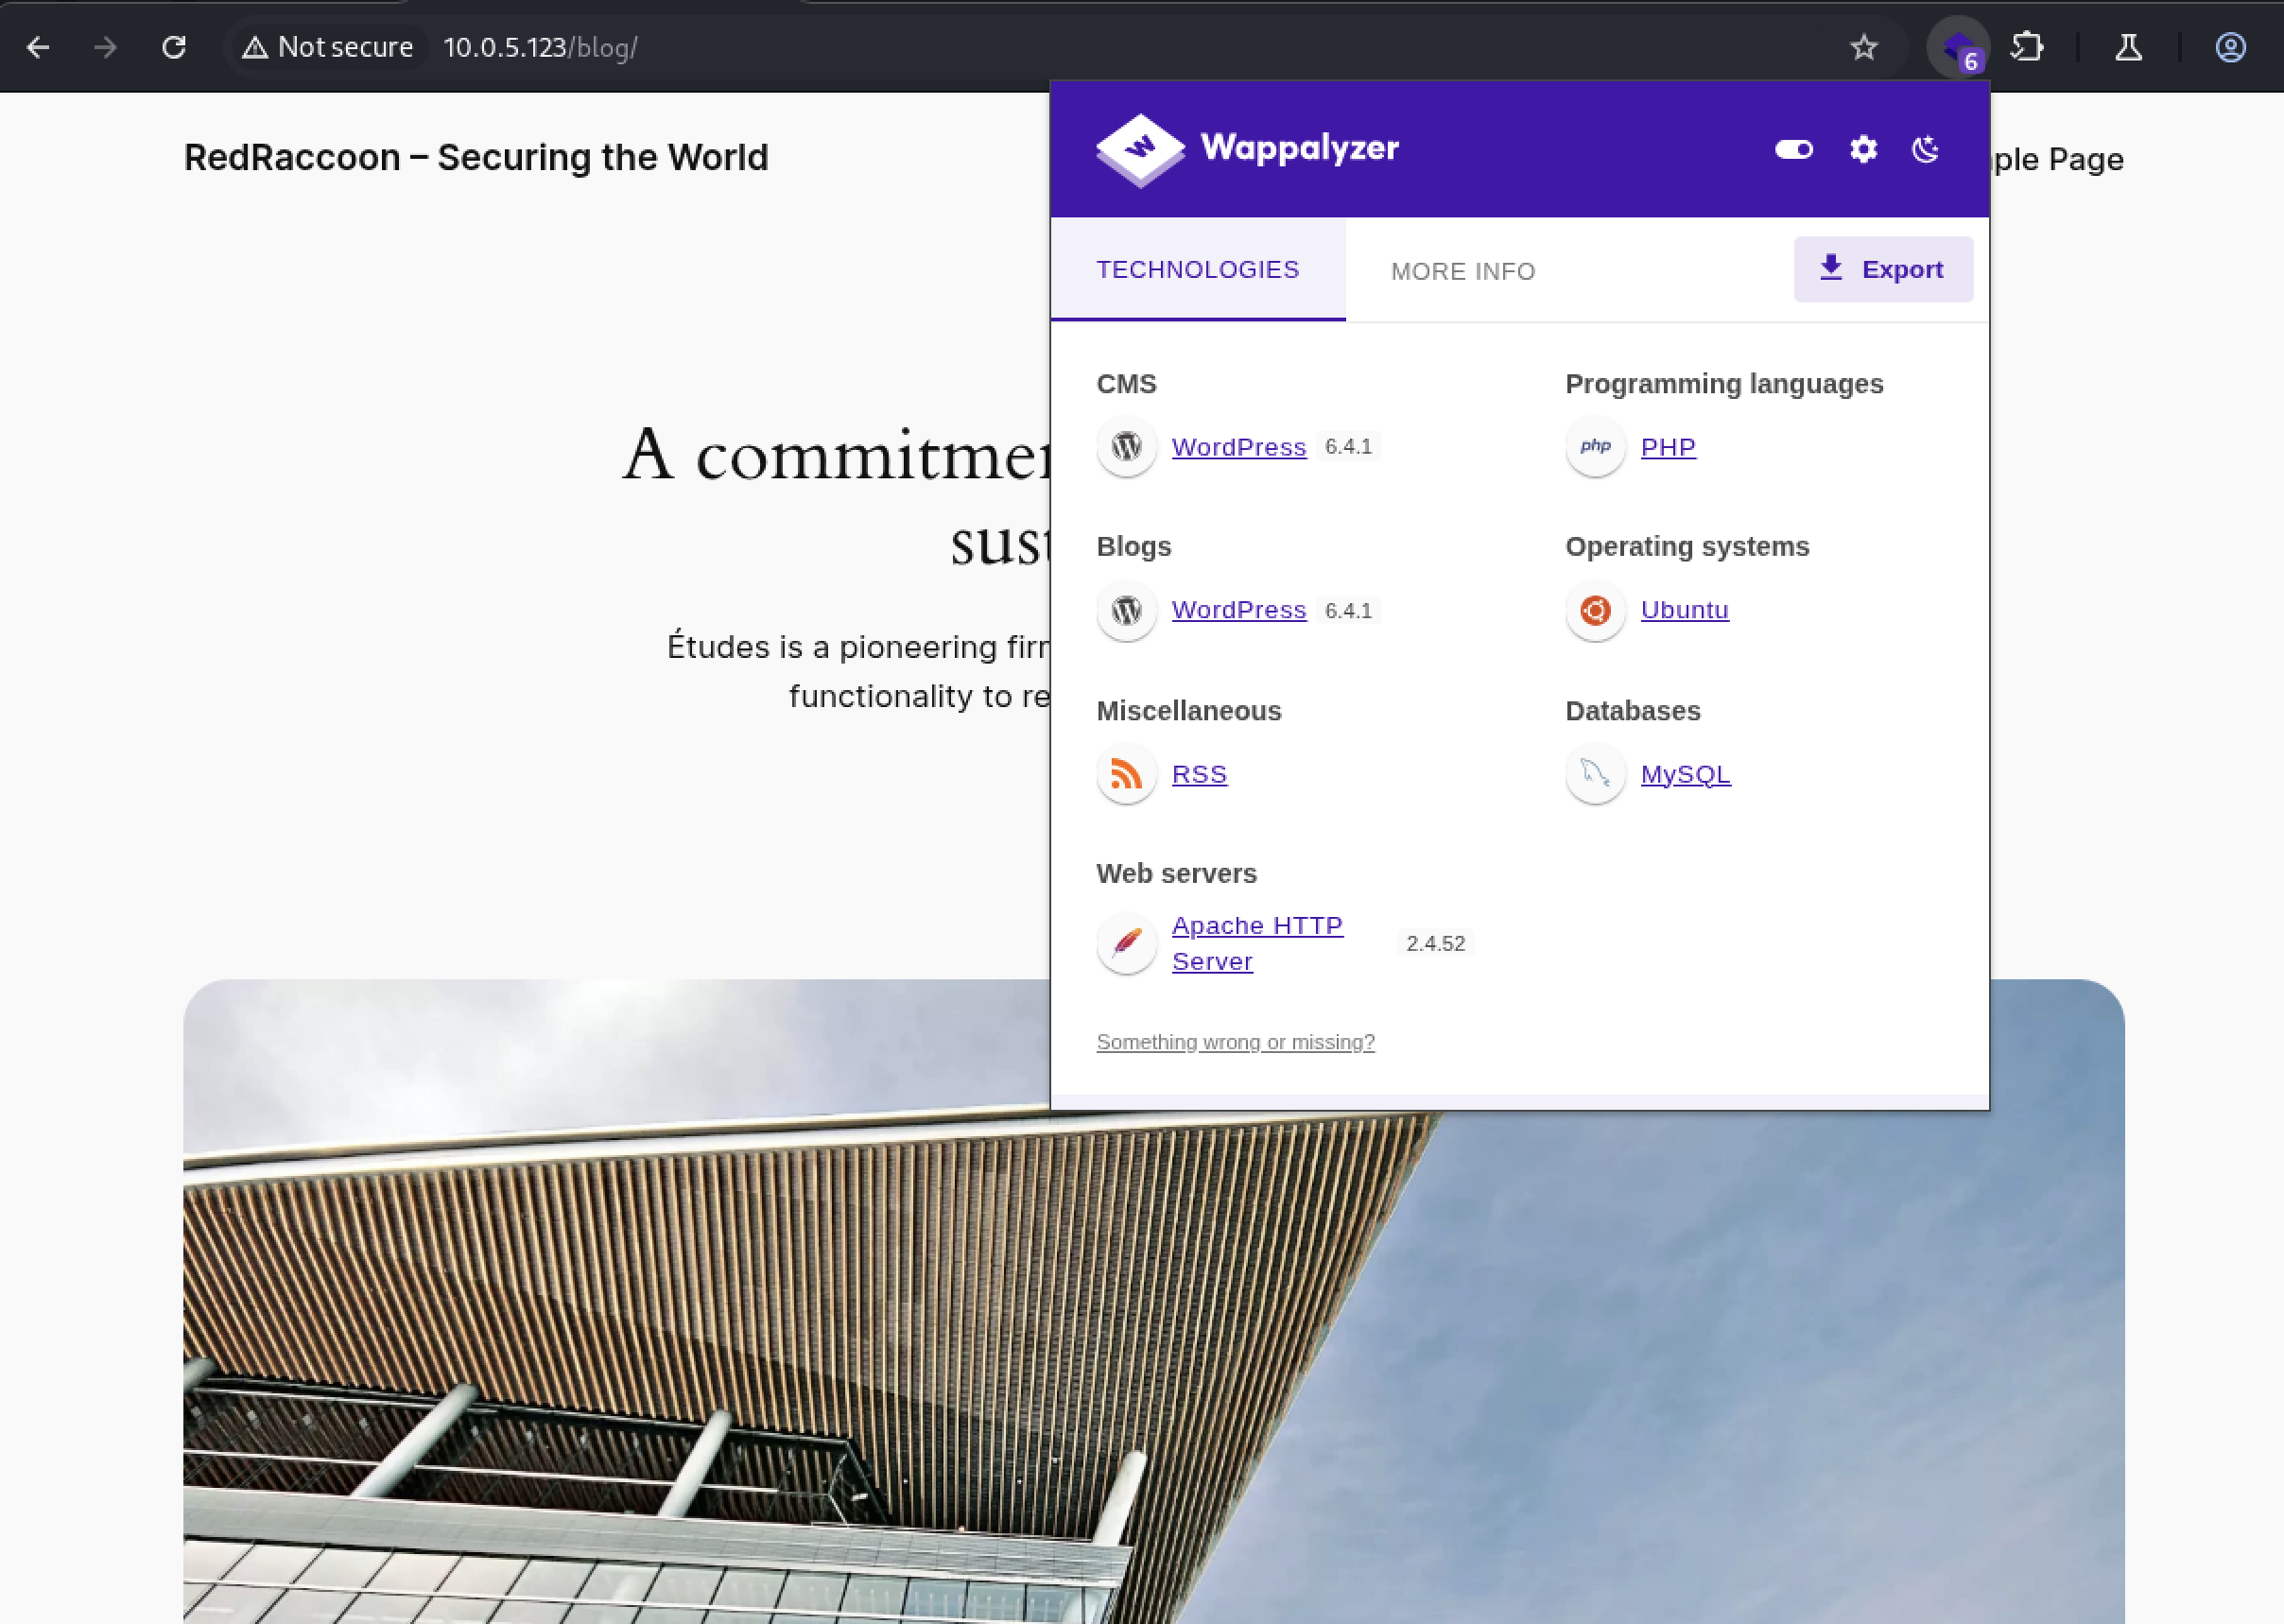 Not secure 10.0.5.123/blog/
6
RedRaccoon – Securing the World
ple Page
A commitmen
sust
Études is a pioneering firm
functionality to re
Wappalyzer
TECHNOLOGIES
MORE INFO
Export
CMS
WordPress 6.4.1
Programming languages
php PHP
Blogs
WordPress 6.4.1
Operating systems
Ubuntu
Miscellaneous
RSS
Databases
MySQL
Web servers
Apache HTTP
Server
2.4.52
Something wrong or missing?